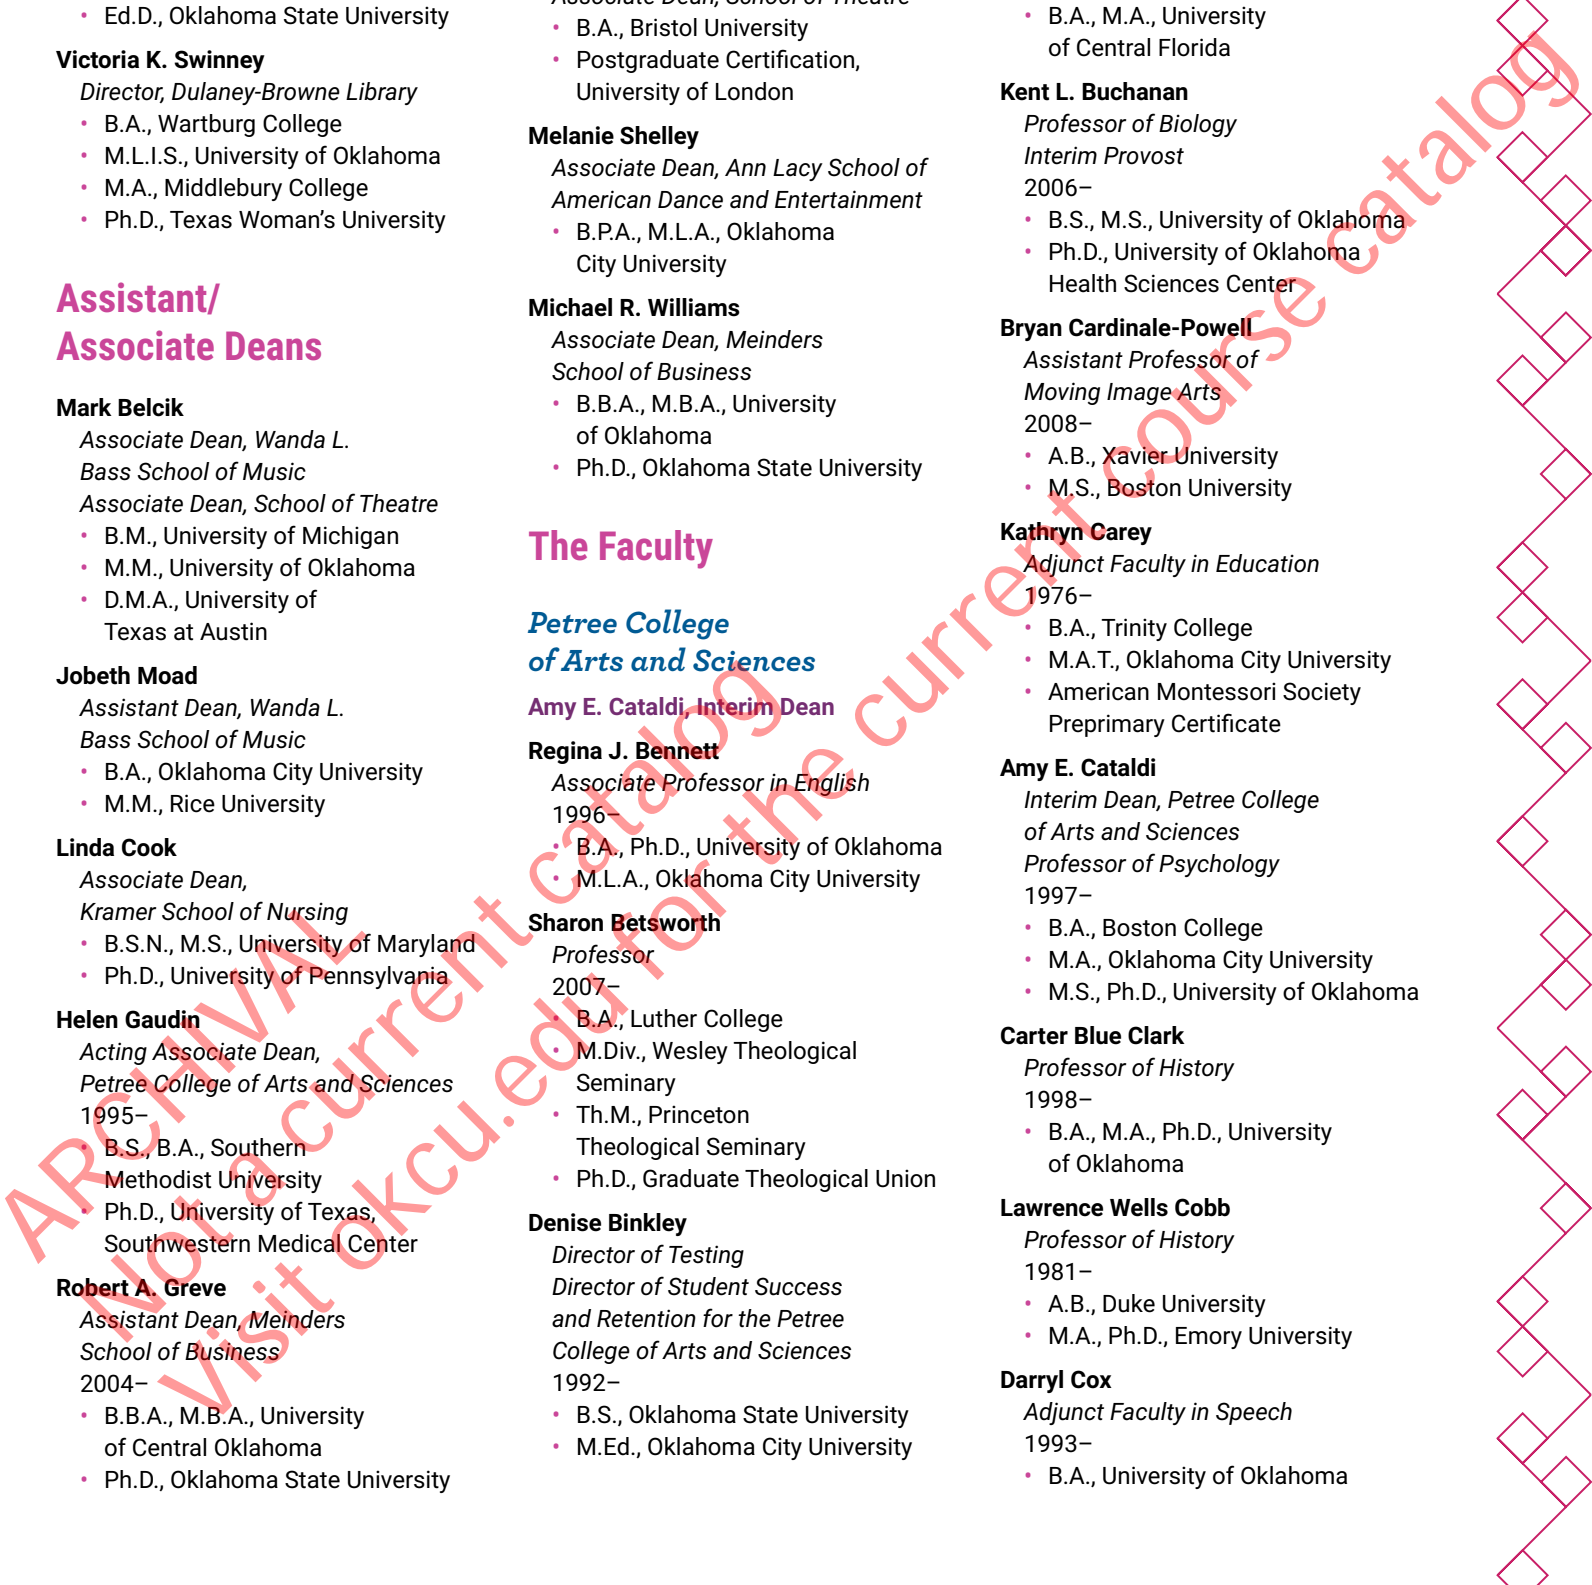 • Ed.D., Oklahoma State University
Victoria K. Swinney
Director, Dulaney-Browne Library
• B.A., Wartburg College
• M.L.I.S., University of Oklahoma
• M.A., Middlebury College
• Ph.D., Texas Woman's University
Assistant/
Associate Deans
Mark Belcik
Associate Dean, Wanda L.
Bass School of Music
Associate Dean, School of Theatre
• B.M., University of Michigan
• M.M., University of Oklahoma
• D.M.A., University of
Texas at Austin
Jobeth Moad
Assistant Dean, Wanda L.
Bass School of Music
• B.A., Oklahoma City University
• M.M., Rice University
Linda Cook
Associate Dean,
Kramer School of Nursing
• B.S.N., M.S., University of Maryland
• Ph.D., University of Pennsylvania
Helen Gaudin
Acting Associate Dean,
Petree College of Arts and Sciences
1995–
• B.S., B.A., Southern
Methodist University
• Ph.D., University of Texas,
Southwestern Medical Center
Robert A. Greve
Assistant Dean, Meinders
School of Business
2004–
• B.B.A., M.B.A., University
of Central Oklahoma
• Ph.D., Oklahoma State University
Associate Dean, School of Theatre
• B.A., Bristol University
• Postgraduate Certification,
University of London
Melanie Shelley
Associate Dean, Ann Lacy School of
American Dance and Entertainment
• B.P.A., M.L.A., Oklahoma
City University
Michael R. Williams
Associate Dean, Meinders
School of Business
• B.B.A., M.B.A., University
of Oklahoma
• Ph.D., Oklahoma State University
The Faculty
Petree College
of Arts and Sciences
Amy E. Cataldi, Interim Dean
Regina J. Bennett
Associate Professor in English
1996–
• B.A., Ph.D., University of Oklahoma
• M.L.A., Oklahoma City University
Sharon Betsworth
Professor
2007–
• B.A., Luther College
• M.Div., Wesley Theological
Seminary
• Th.M., Princeton
Theological Seminary
• Ph.D., Graduate Theological Union
Denise Binkley
Director of Testing
Director of Student Success
and Retention for the Petree
College of Arts and Sciences
1992–
• B.S., Oklahoma State University
• M.Ed., Oklahoma City University
• B.A., M.A., University
of Central Florida
Kent L. Buchanan
Professor of Biology
Interim Provost
2006–
• B.S., M.S., University of Oklahoma
• Ph.D., University of Oklahoma
Health Sciences Center
Bryan Cardinale-Powell
Assistant Professor of
Moving Image Arts
2008–
• A.B., Xavier University
• M.S., Boston University
Kathryn Carey
Adjunct Faculty in Education
1976–
• B.A., Trinity College
• M.A.T., Oklahoma City University
• American Montessori Society
Preprimary Certificate
Amy E. Cataldi
Interim Dean, Petree College
of Arts and Sciences
Professor of Psychology
1997–
• B.A., Boston College
• M.A., Oklahoma City University
• M.S., Ph.D., University of Oklahoma
Carter Blue Clark
Professor of History
1998–
• B.A., M.A., Ph.D., University
of Oklahoma
Lawrence Wells Cobb
Professor of History
1981–
• A.B., Duke University
• M.A., Ph.D., Emory University
Darryl Cox
Adjunct Faculty in Speech
1993–
• B.A., University of Oklahoma
ARCHIVAL
Not a current catalog
Visit okcu.edu for the current course catalog